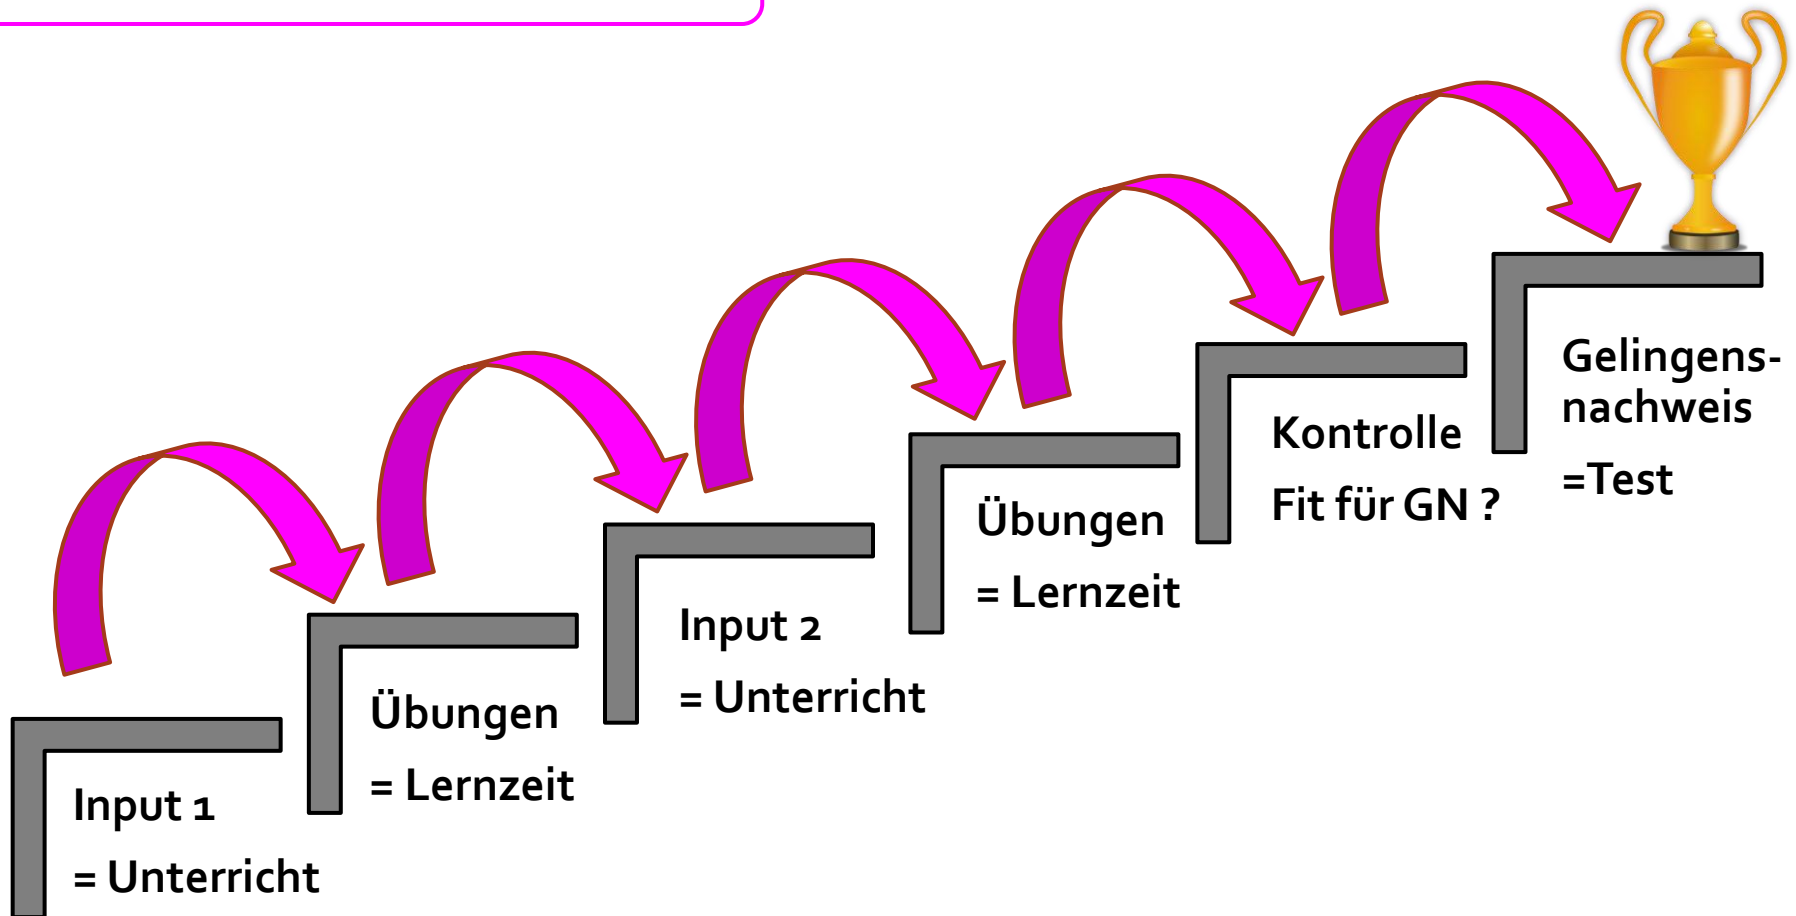 Input 1
= Unterricht
Übungen
= Lernzeit
Input 2
= Unterricht
Übungen
= Lernzeit
Kontrolle
Fit für GN ?
Gelingens-
nachweis
=Test